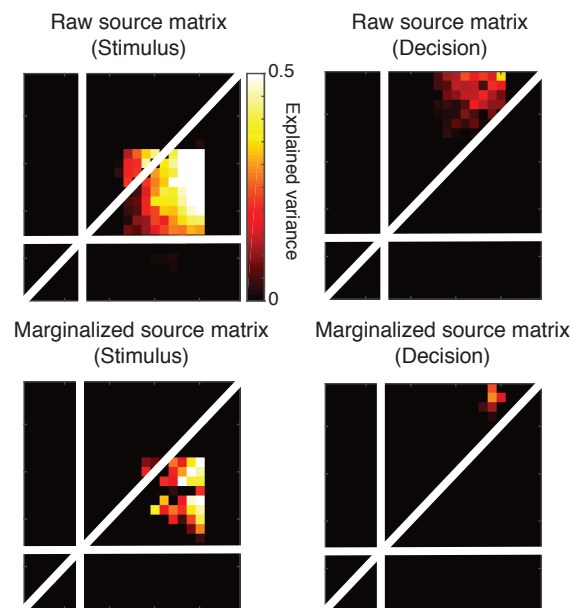 Raw source matrix
(Stimulus)
Raw source matrix
(Decision)
0.5
Explained variance
0
Marginalized source matrix
(Stimulus)
Marginalized source matrix
(Decision)